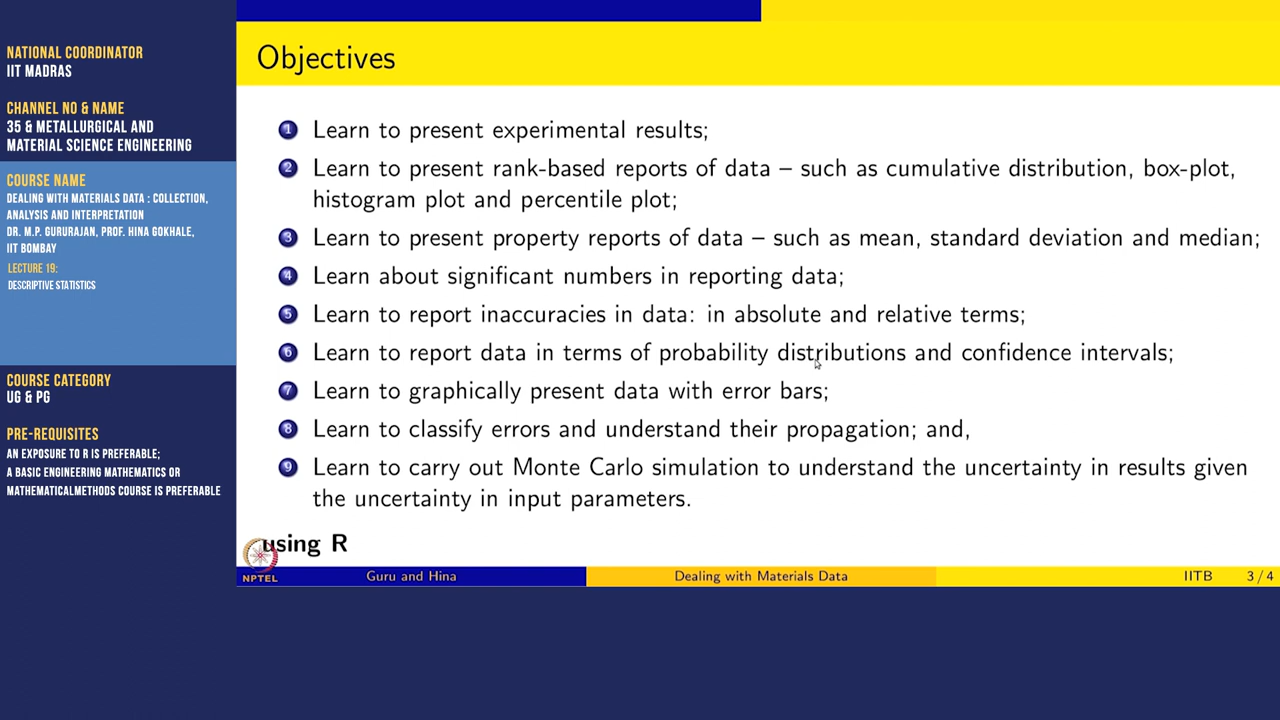 NATIONAL COORDINATOR
IIT MADRAS
CHANNEL NO & NAME
35 & METALLURGICAL AND
MATERIAL SCIENCE ENGINEERING
COURSE NAME
DEALING WITH MATERIALS DATA : COLLECTION,
ANALYSIS AND INTERPRETATION
DR. M.P. GURURAJAN, PROF. HINA GOKHALE,
IIT BOMBAY
LECTURE 19:
DESCRIPTIVE STATISTICS
COURSE CATEGORY
UG & PG
PRE-REQUISITES
AN EXPOSURE TO R IS PREFERABLE;
A BASIC ENGINEERING MATHEMATICS OR
MATHEMATICALMETHODS COURSE IS PREFERABLE
Objectives
1 Learn to present experimental results;
2 Learn to present rank-based reports of data – such as cumulative distribution, box-plot,
histogram plot and percentile plot;
3 Learn to present property reports of data – such as mean, standard deviation and median;
4 Learn about significant numbers in reporting data;
5 Learn to report inaccuracies in data: in absolute and relative terms;
6 Learn to report data in terms of probability distributions and confidence intervals;
7 Learn to graphically present data with error bars;
8 Learn to classify errors and understand their propagation; and,
9 Learn to carry out Monte Carlo simulation to understand the uncertainty in results given
the uncertainty in input parameters.
using R
NPTEL
Guru and Hina
Dealing with Materials Data
IITB
3 / 4